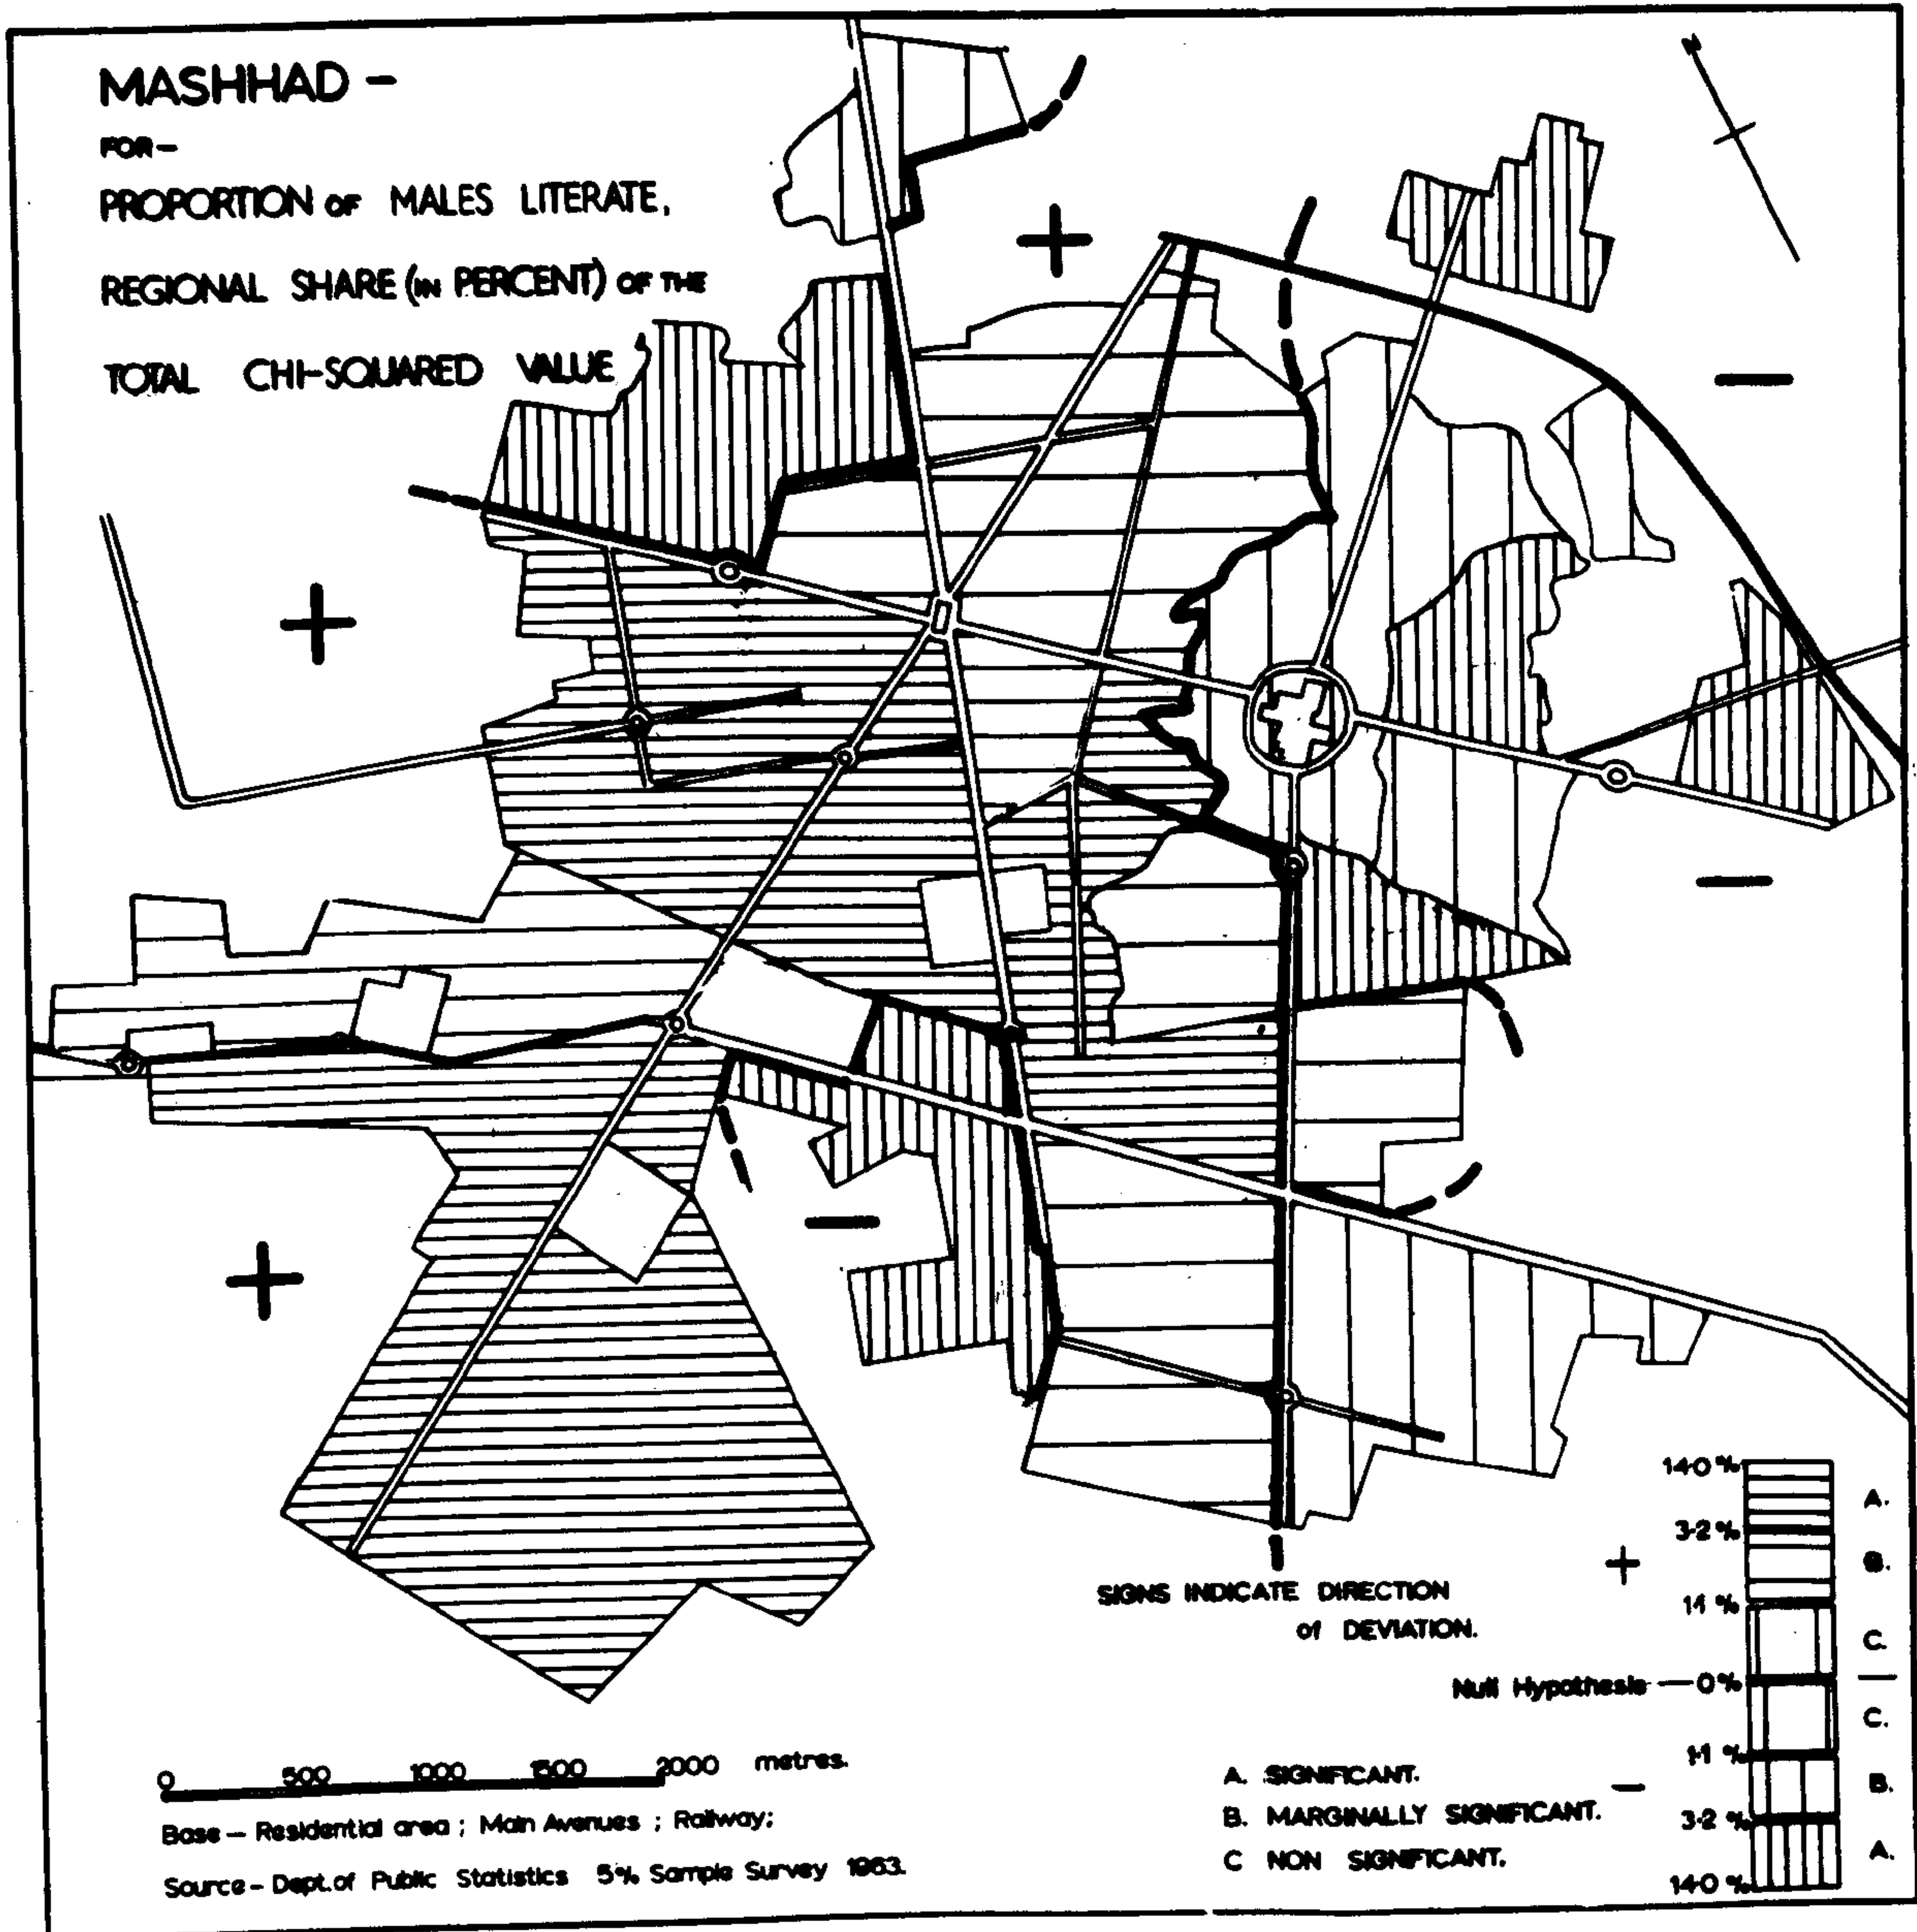 MASHHAD –
FOR –
PROPORTION OF MALES LITERATE,
REGIONAL SHARE (IN PERCENT) OF THE
TOTAL CHI-SQUARED VALUE
N
+
+
+
–
–
–
14·0 %
A.
3·2 %
+
B.
1·1 %
C.
Null Hypothesis — 0 %
C.
1·1 %
–
B.
3·2 %
A.
14·0 %
SIGNS INDICATE DIRECTION
of DEVIATION.
A. SIGNIFICANT.
B. MARGINALLY SIGNIFICANT.
C NON SIGNIFICANT.
0 500 1000 1500 2000 metres.
Base – Residential area ; Main Avenues ; Railway;
Source – Dept. of Public Statistics 5% Sample Survey 1963.